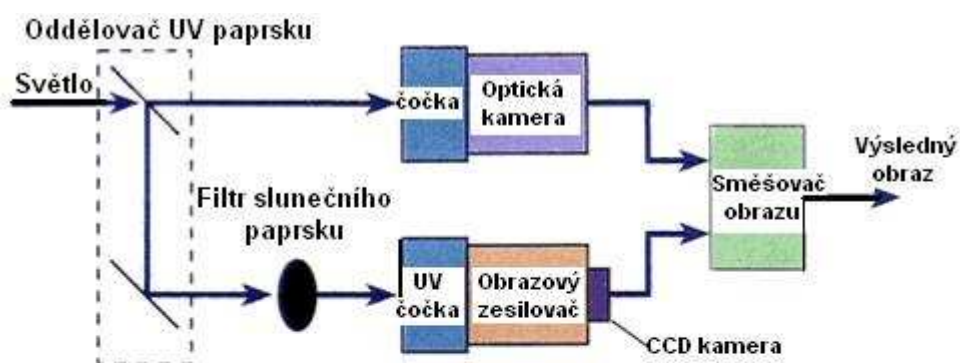 Oddělovač UV paprsku
Světlo
čočka
Optická
kamera
Výsledný
obraz
Směšovač
obrazu
Filtr slunečního
paprsku
UV
čočka
Obrazový
zesilovač
CCD kamera